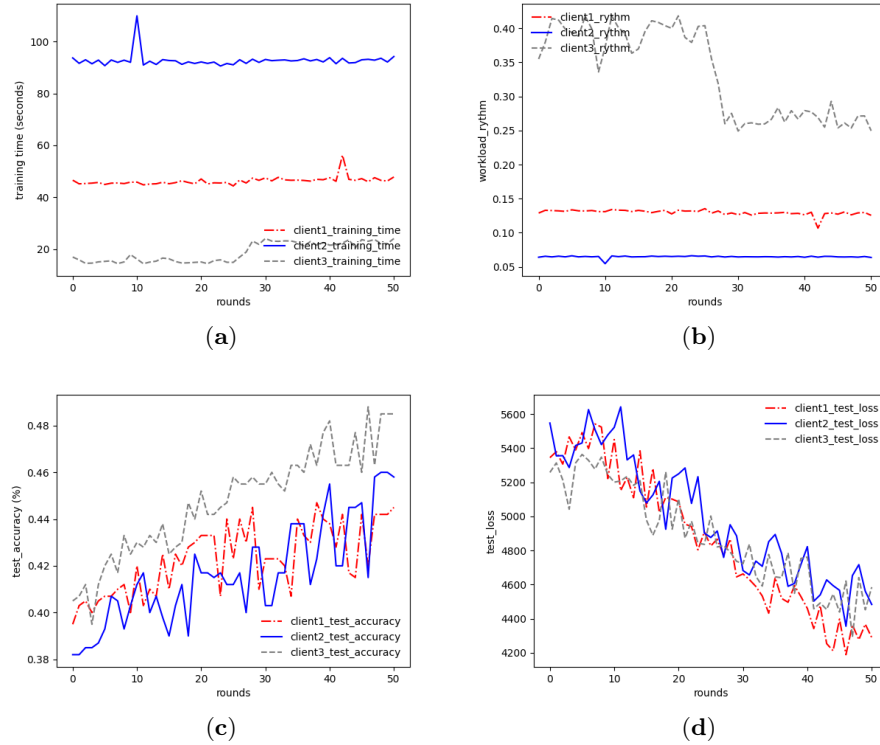 100
80
60
40
20
training time (seconds)
client1_training_time
client2_training_time
client3_training_time
0 10 20 30 40 50
rounds
(a)
0.40
0.35
0.30
0.25
0.20
0.15
0.10
0.05
workload_rythm
client1_rythm
client2_rythm
client3_rythm
0 10 20 30 40 50
rounds
(b)
0.48
0.46
0.44
0.42
0.40
0.38
test_accuracy (%)
client1_test_accuracy
client2_test_accuracy
client3_test_accuracy
0 10 20 30 40 50
rounds
(c)
5600
5400
5200
5000
4800
4600
4400
4200
test_loss
client1_test_loss
client2_test_loss
client3_test_loss
0 10 20 30 40 50
rounds
(d)